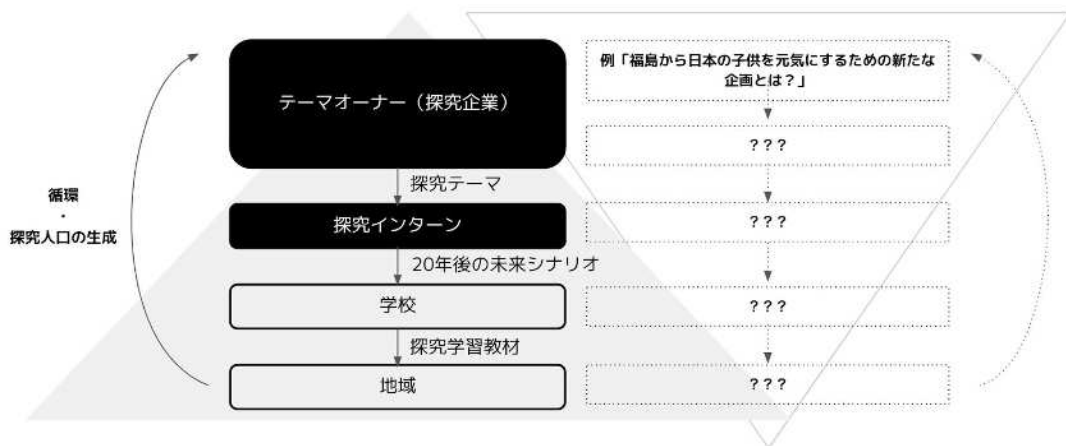 テーマオーナー（探究企業）
探究テーマ
探究インターン
20年後の未来シナリオ
学校
探究学習教材
地域
循環
・
探究人口の生成
例「福島から日本の子供を元気にするための新たな
企画とは？」
？？？
？？？
？？？
？？？